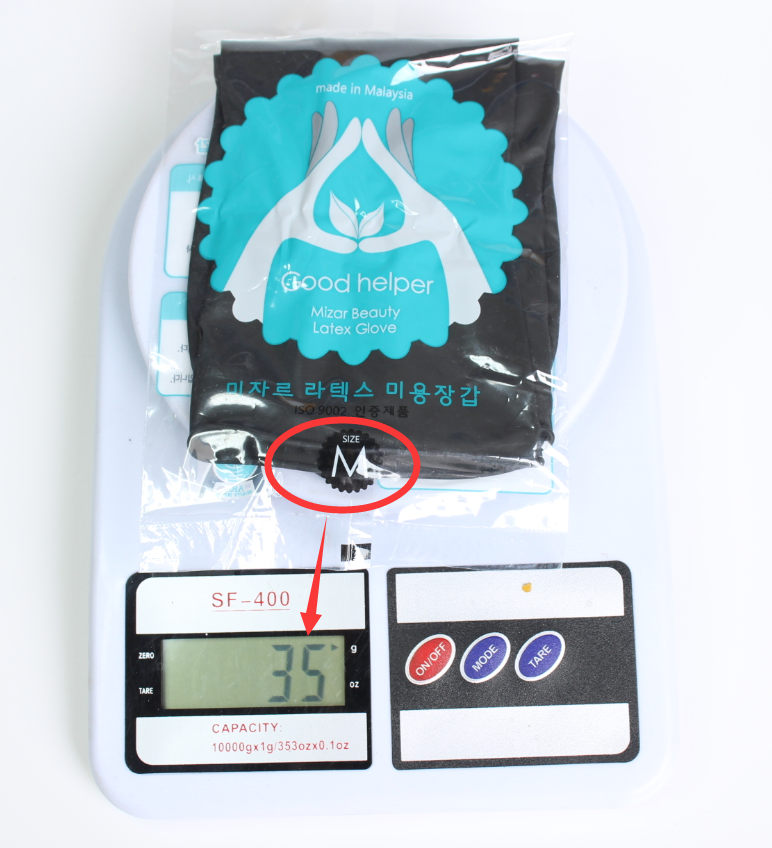 made in Malaysia
Good helper
Mizar Beauty
Latex Glove
미자르 라텍스 미용장갑
ISO 9002 인증제품
SIZE
M
SF-400
ZERO
TARE
35
g
oz
CAPACITY:
10000gx1g/353ozx0.1oz
ON/OFF
MODE
TARE